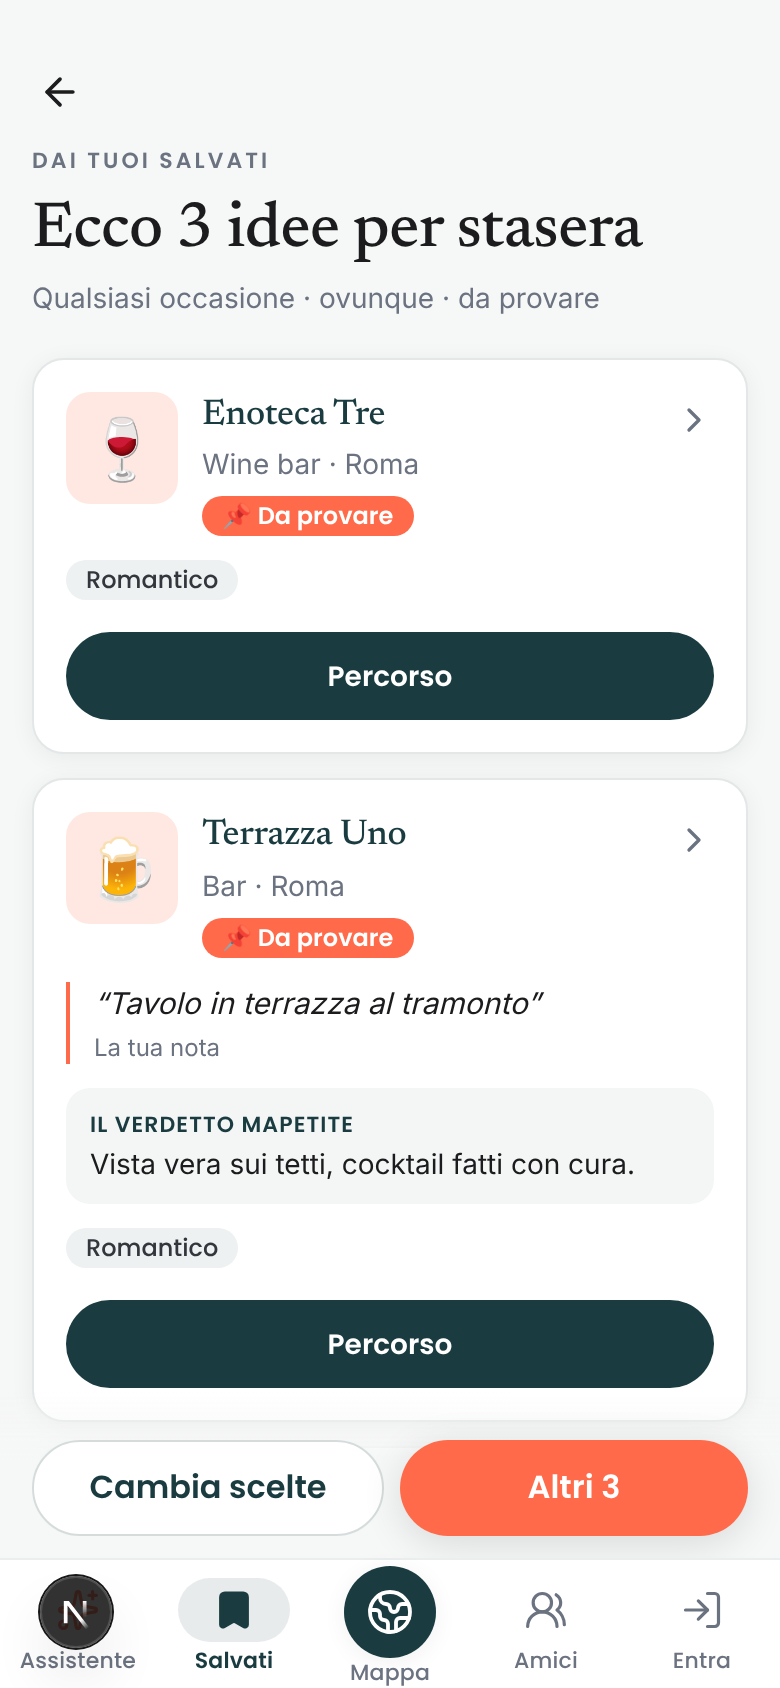 DAI TUOI SALVATI
Ecco 3 idee per stasera
Qualsiasi occasione · ovunque · da provare
Enoteca Tre
Wine bar · Roma
📌 Da provare
Romantico
Percorso
Terrazza Uno
Bar · Roma
📌 Da provare
“Tavolo in terrazza al tramonto”
La tua nota
IL VERDETTO MAPETITE
Vista vera sui tetti, cocktail fatti con cura.
Romantico
Percorso
Cambia scelte
Altri 3
N
Assistente
Salvati
Mappa
Amici
Entra